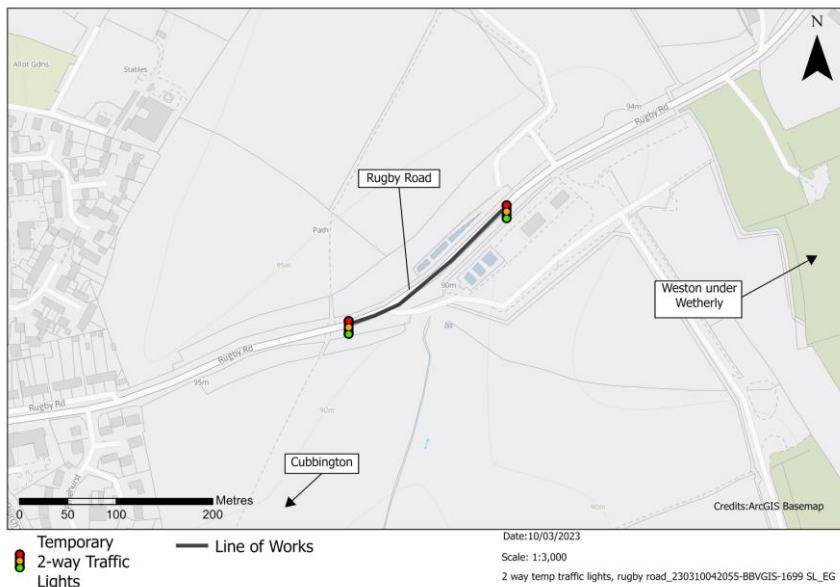 N
Allot Gdns
Stables
94m
Rugby Rd
Rugby Road
Path
95m
90m
Weston under
Wetherly
Rugby Rd
95m
Rugby Rd
90m
Cubbington
90m
Metres
0 50 100 200
Credits:ArcGIS Basemap
Temporary
2-way Traffic
Lights
Line of Works
Date:10/03/2023
Scale: 1:3,000
2 way temp traffic lights, rugby road_230310042055-BBVGIS-1699 SL_EG